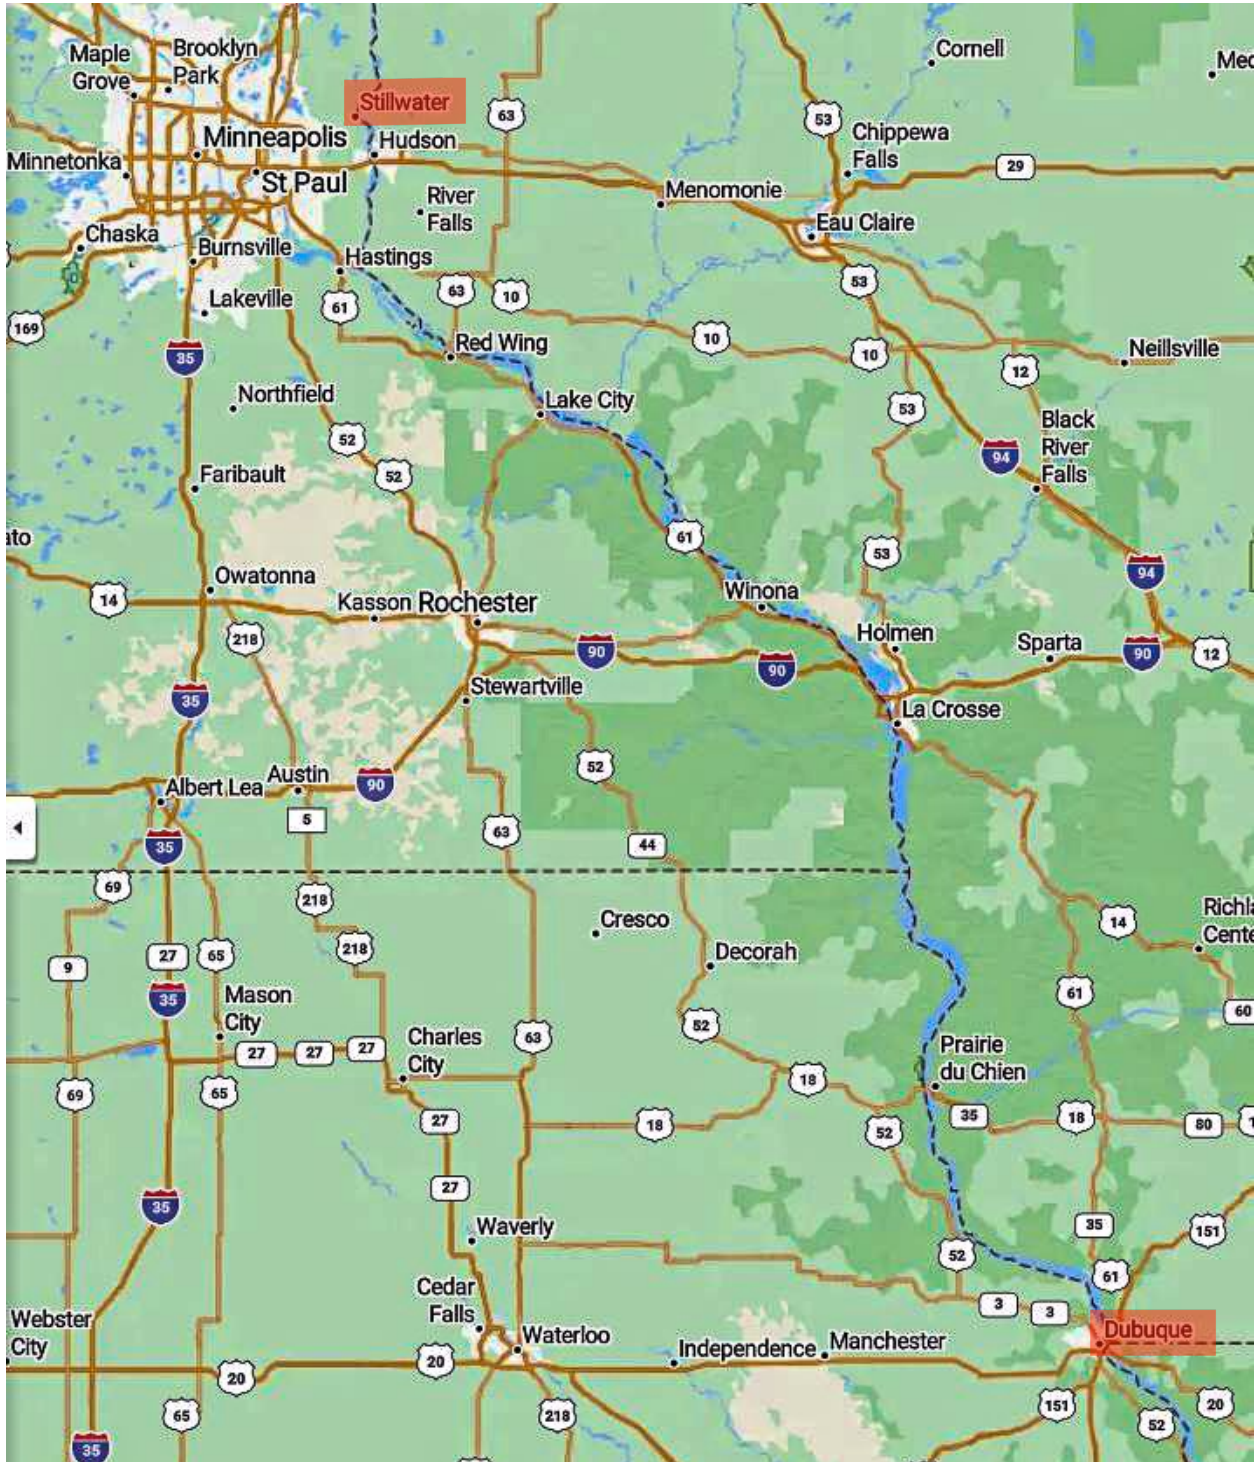 Cornell
Maple
Grove
Brooklyn
Park
Med
Stillwater
63
53
Minneapolis
Hudson
Chippewa
Falls
Minnetonka
St Paul
29
Menomonie
River
Falls
Eau Claire
Chaska
Burnsville
Hastings
53
Lakeville
61
63
10
169
Red Wing
10
10
Neillsville
35
12
Northfield
Lake City
53
Black
River
Falls
52
94
52
Faribault
ato
61
53
94
Owatonna
14
Kasson
Rochester
Winona
218
Holmen
Sparta
90
90
90
12
35
Stewartville
La Crosse
52
Austin
90
Albert Lea
5
63
35
44
69
218
Richla
Cente
Cresco
14
218
Decorah
9
27
65
61
35
Mason
City
60
52
Charles
City
63
Prairie
du Chien
27
27
27
18
69
65
27
35
18
80
18
52
27
35
Waverly
35
151
52
61
Cedar
Falls
3
3
Webster
City
Waterloo
Dubuque
Independence
Manchester
20
20
151
20
65
218
52
35